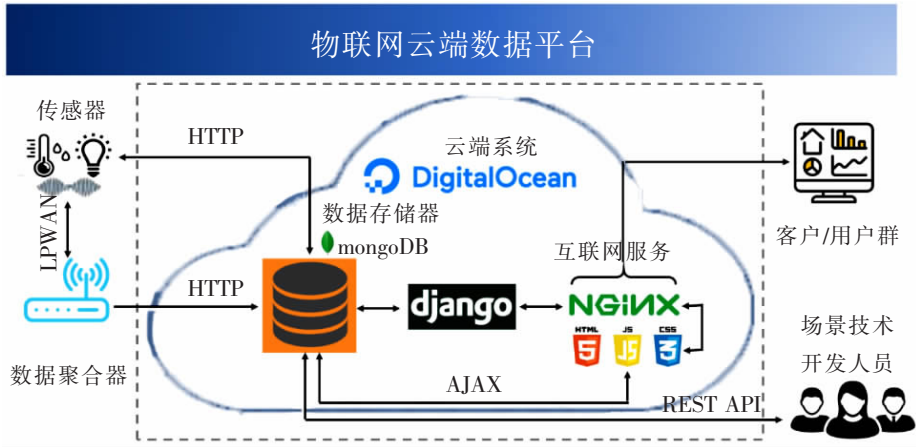 物联网云端数据平台
传感器
HTTP
云端系统
DigitalOcean
LPWAN
数据存储器
mongoDB
互联网服务
客户/用户群
HTTP
django
NGiNX
HTML
JS
CSS
5
JS
3
数据聚合器
AJAX
REST API
场景技术
开发人员